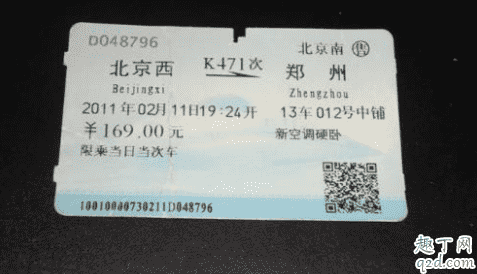 D048796 北京南 售
北京西 K471次 郑州
Beijingxi Zhengzhou
2011年02月11日19:24开 13车012号中铺
￥169.00元 新空调硬卧
限乘当日当次车
10010000730211D048796
趣丁网
q2d.com